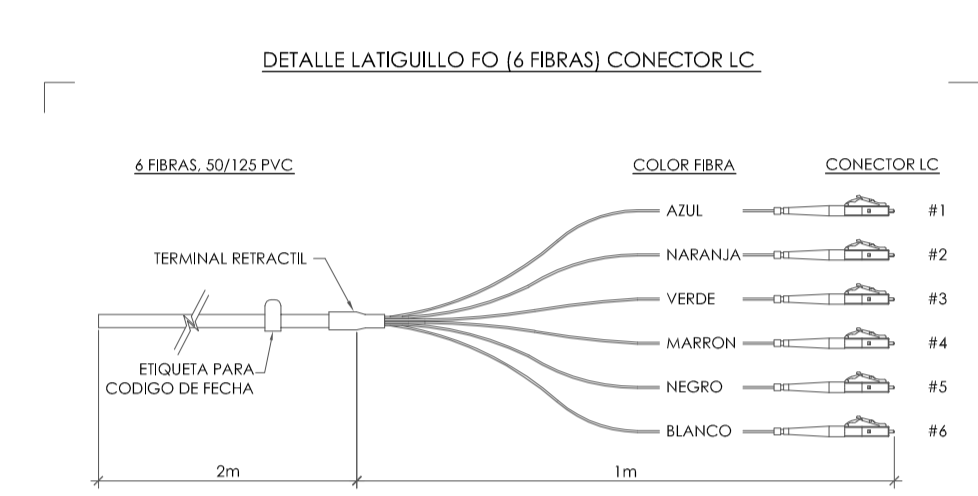 DETALLE LATIGUILLO FO (6 FIBRAS) CONECTOR LC
6 FIBRAS, 50/125 PVC
COLOR FIBRA
CONECTOR LC
AZUL
#1
NARANJA
#2
TERMINAL RETRACTIL
VERDE
#3
MARRON
#4
ETIQUETA PARA
CODIGO DE FECHA
NEGRO
#5
BLANCO
#6
2m
1m